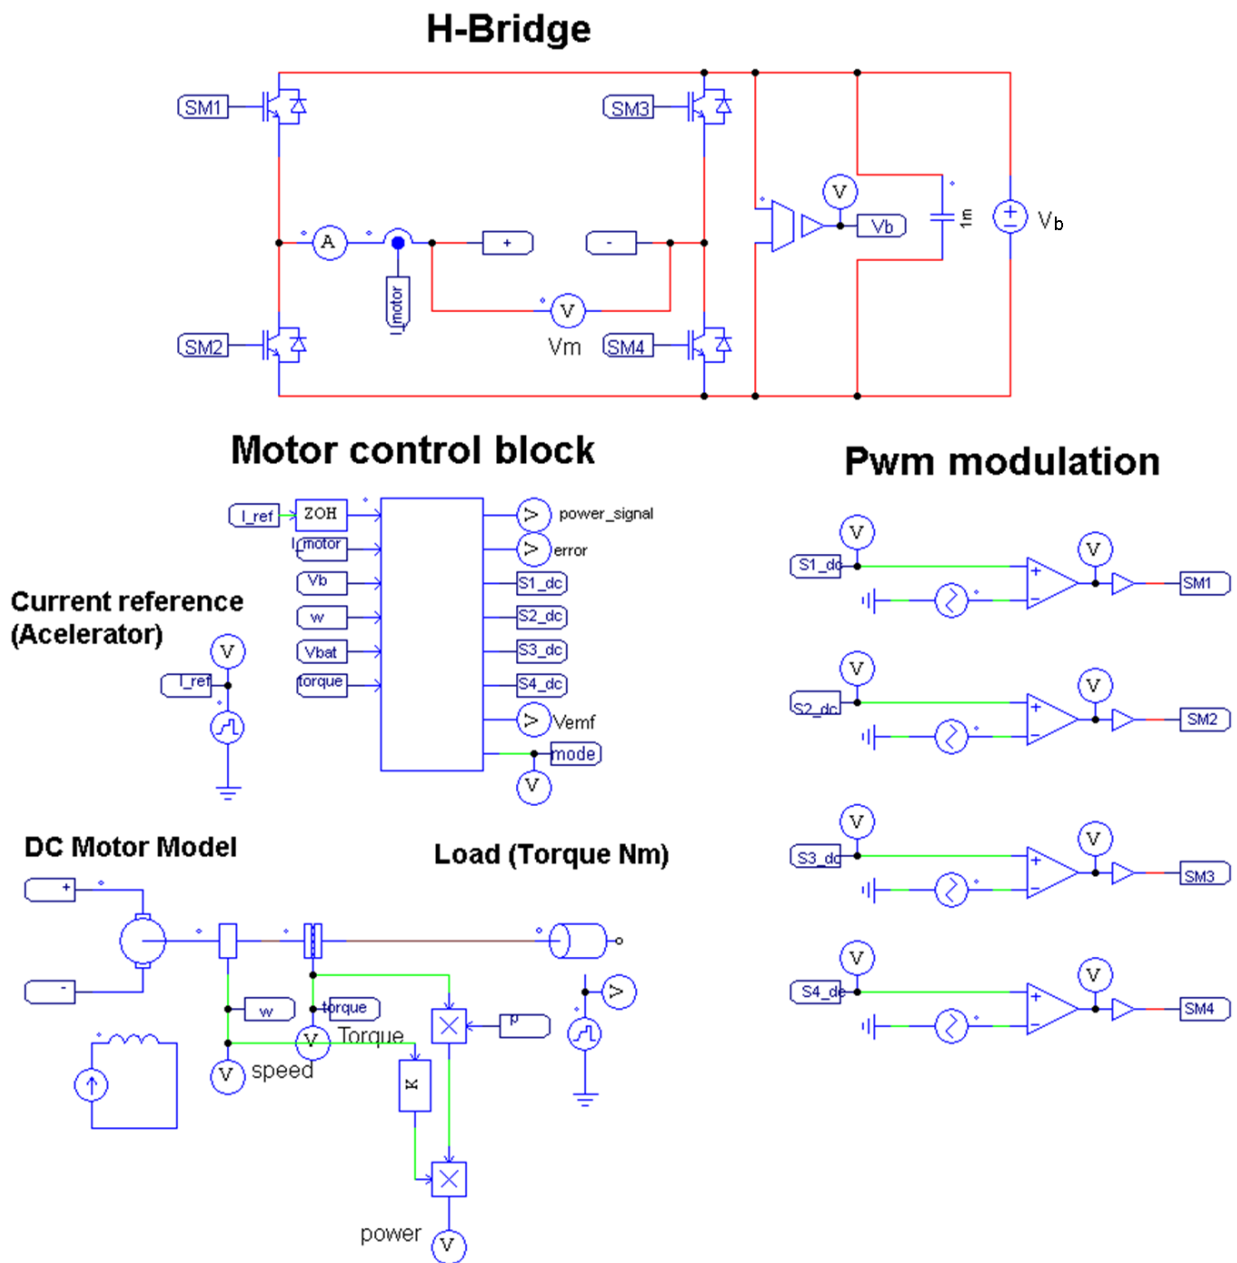 H-Bridge
SM1
SM3
V
Vb
1m
Vb
A
+
-
I_motor
V
Vm
SM2
SM4
Motor control block
Pwm modulation
I_ref
ZOH
I_motor
Vb
w
Vbat
torque
V
power_signal
V
error
S1_dc
S2_dc
S3_dc
S4_dc
V
Vemf
mode
V
Current reference
(Acelerator)
V
I_ref
V
S1_dc
V
SM1
V
S2_dc
V
SM2
V
S3_dc
V
SM3
V
S4_dc
V
SM4
DC Motor Model
Load (Torque Nm)
+
-
w
torque
V
Torque
V
speed
K
p
V
power
V